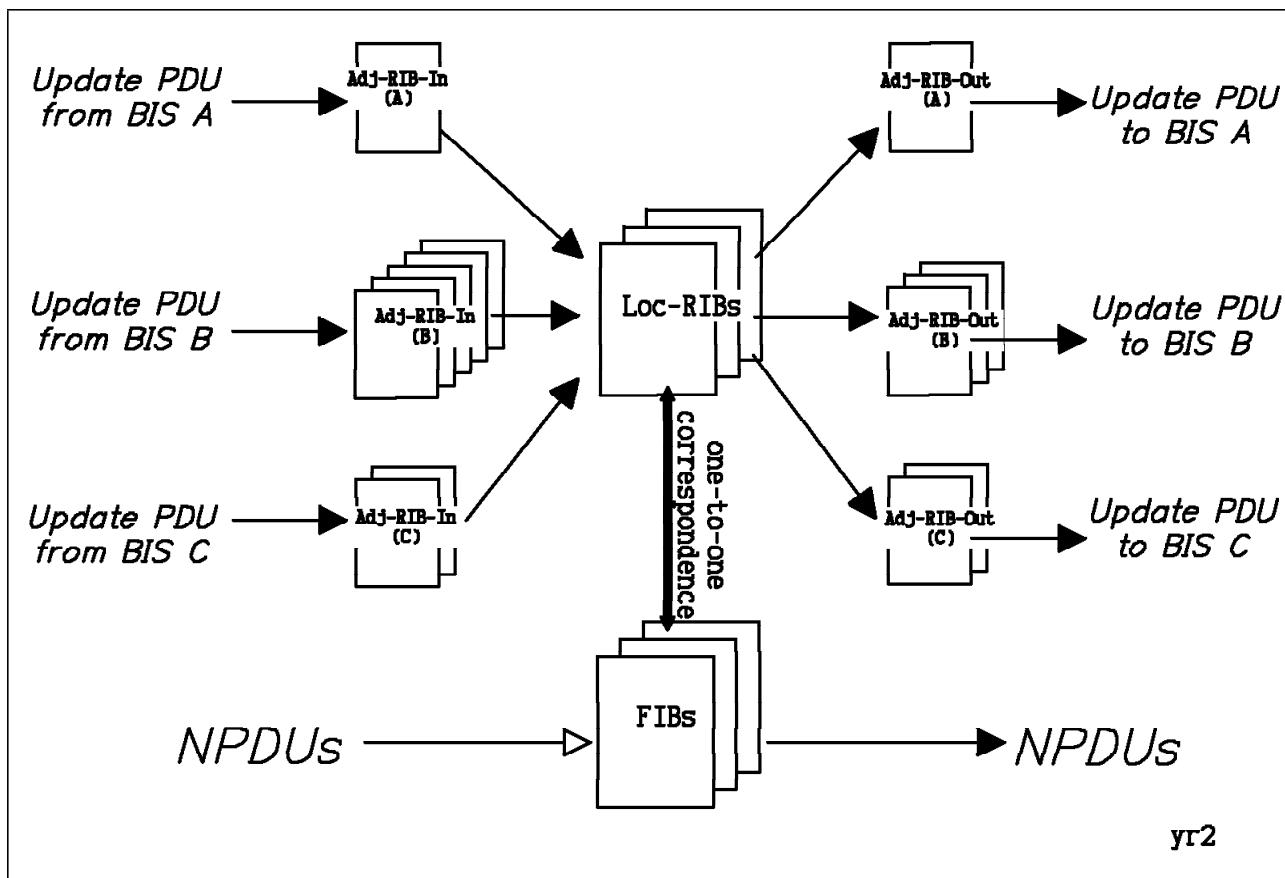 Update PDU
from BIS A
Adj-RIB-In
(A)
Adj-RIB-Out
(A)
Update PDU
to BIS A
Update PDU
from BIS B
Adj-RIB-In
(B)
Loc-RIBs
Adj-RIB-Out
(B)
Update PDU
to BIS B
Update PDU
from BIS C
Adj-RIB-In
(C)
one-to-one
correspondence
Adj-RIB-Out
(C)
Update PDU
to BIS C
NPDUs
FIBs
NPDUs
yr2